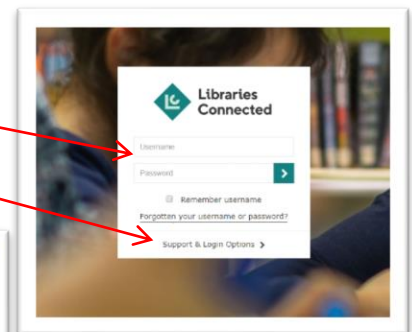 Libraries
Connected
Username
Password
Remember username
Forgotten your username or password?
Support & Login Options >